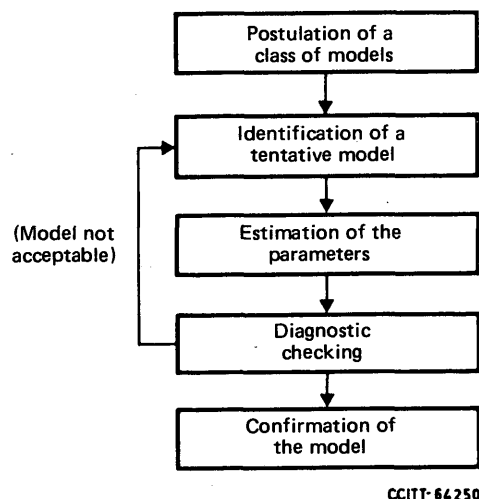 Postulation of a
class of models
Identification of a
tentative model
(Model not
acceptable)
Estimation of the
parameters
Diagnostic
checking
Confirmation of
the model
CCITT-64250